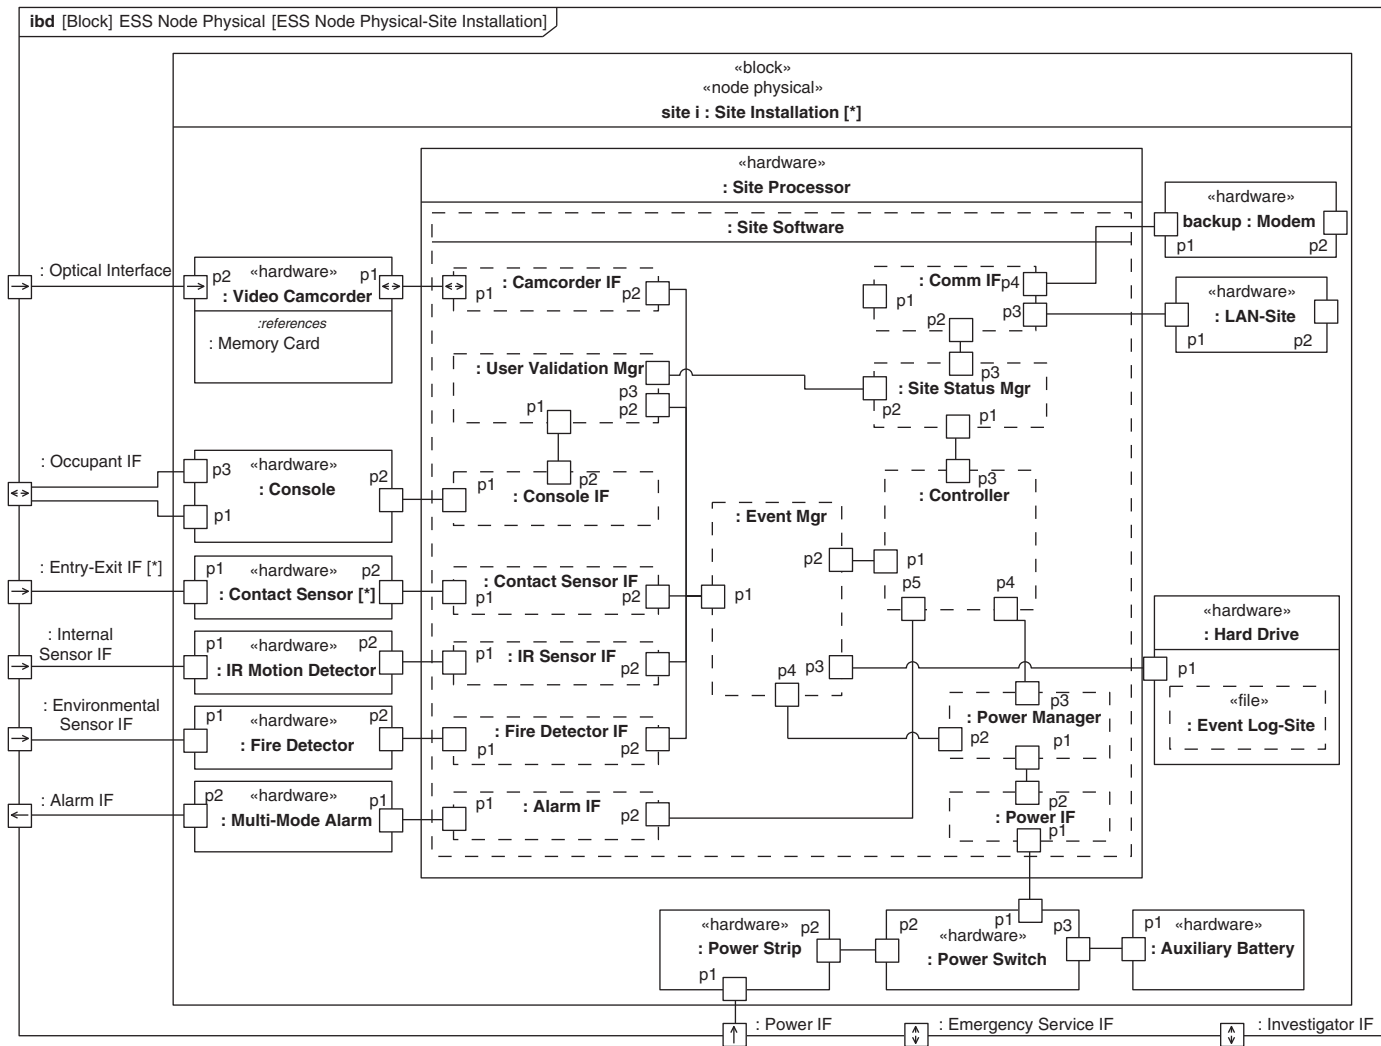 ibd [Block] ESS Node Physical [ESS Node Physical-Site Installation]
«block»
«node physical»
site i : Site Installation [*]
«hardware»
: Site Processor
: Site Software
«hardware»
backup : Modem
p1
p2
«hardware»
: LAN-Site
p1
p2
: Optical Interface
p2
«hardware»
p1
: Video Camcorder
:references
: Memory Card
: Camcorder IF
p1
p2
: Comm IF
p4
p1
p3
p2
: User Validation Mgr
p3
p2
p1
p3
: Site Status Mgr
p2
p1
: Occupant IF
p3
«hardware»
p2
: Console
p1
p1
p2
: Console IF
p3
: Controller
p1
p5
p4
: Event Mgr
p2
p1
p3
p4
: Entry-Exit IF [*]
p1
«hardware»
p2
: Contact Sensor [*]
: Contact Sensor IF
p1
p2
: Internal
Sensor IF
p1
«hardware»
p2
: IR Motion Detector
p1
: IR Sensor IF
p2
«hardware»
: Hard Drive
p1
«file»
: Event Log-Site
: Environmental
Sensor IF
p1
«hardware»
p2
: Fire Detector
: Fire Detector IF
p1
p2
p3
: Power Manager
p2
p1
: Alarm IF
p2
«hardware»
p1
: Multi-Mode Alarm
p1
: Alarm IF
p2
p2
: Power IF
p1
«hardware»
p2
: Power Strip
p1
p2
p1
p3
«hardware»
: Power Switch
p1
«hardware»
: Auxiliary Battery
: Power IF
: Emergency Service IF
: Investigator IF